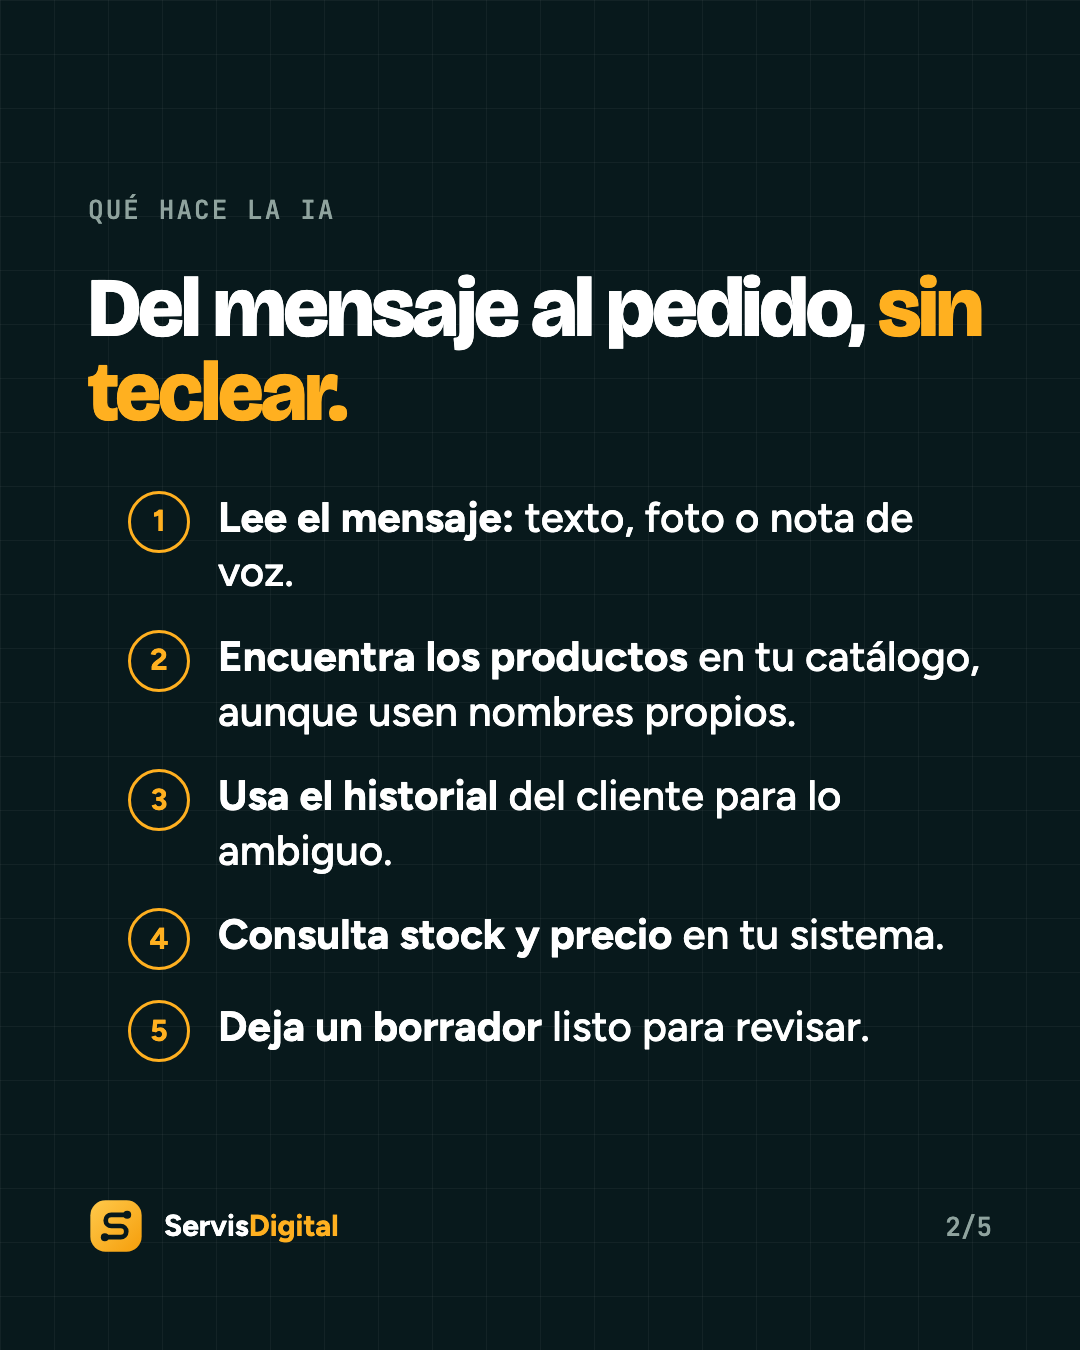 QUÉ HACE LA IA
Del mensaje al pedido, sin
teclear.
1 Lee el mensaje: texto, foto o nota de
voz.
2 Encuentra los productos en tu catálogo,
aunque usen nombres propios.
3 Usa el historial del cliente para lo
ambiguo.
4 Consulta stock y precio en tu sistema.
5 Deja un borrador listo para revisar.
S ServisDigital
2/5